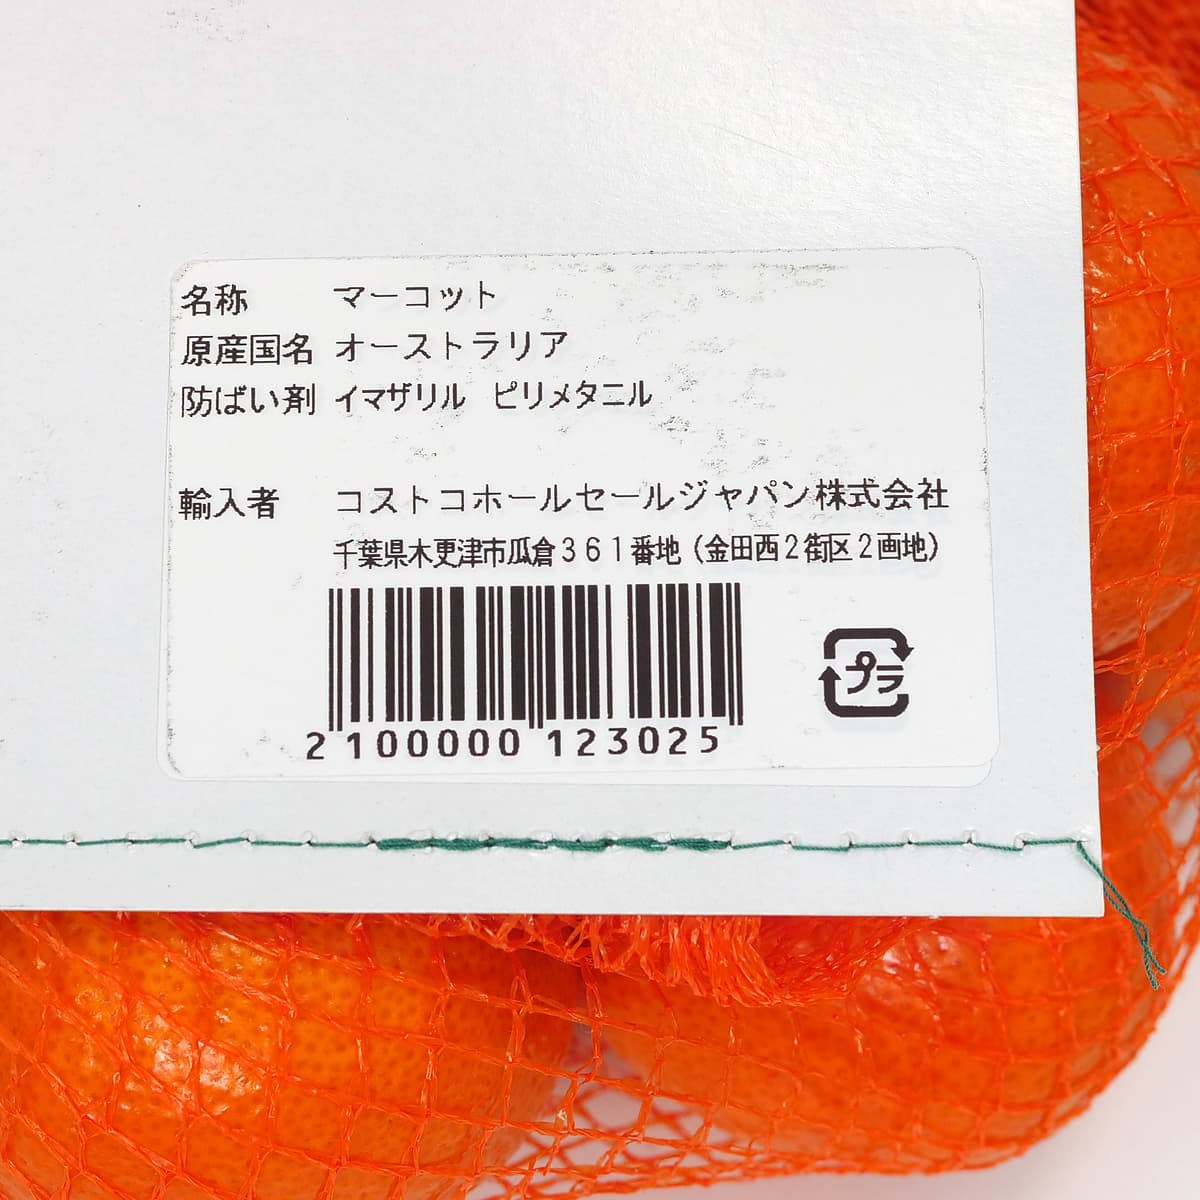 名称 マーコット
原産国名 オーストラリア
防ばい剤 イマザリル ピリメタニル
輸入者 コストコホールセールジャパン株式会社
千葉県木更津市瓜倉361番地(金田西2街区2画地)
2 100000 123025
プラ